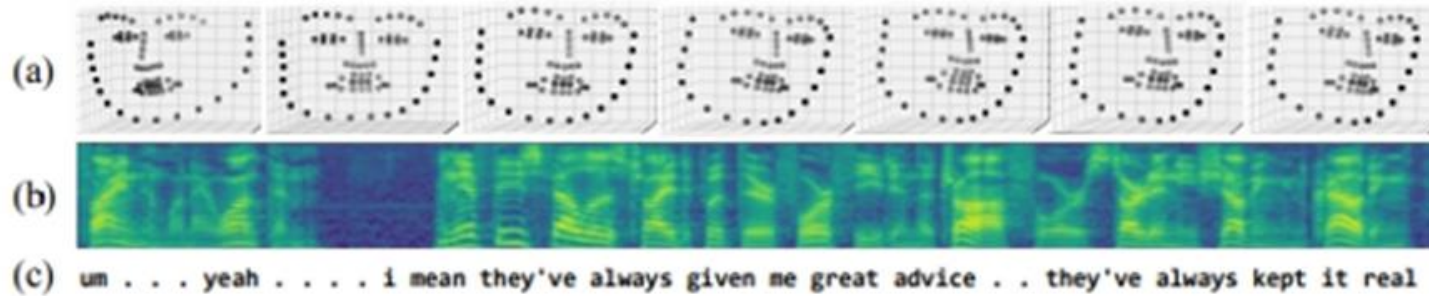 (a)
(b)
(c) um . . . yeah . . . . i mean they've always given me great advice . . they've always kept it real